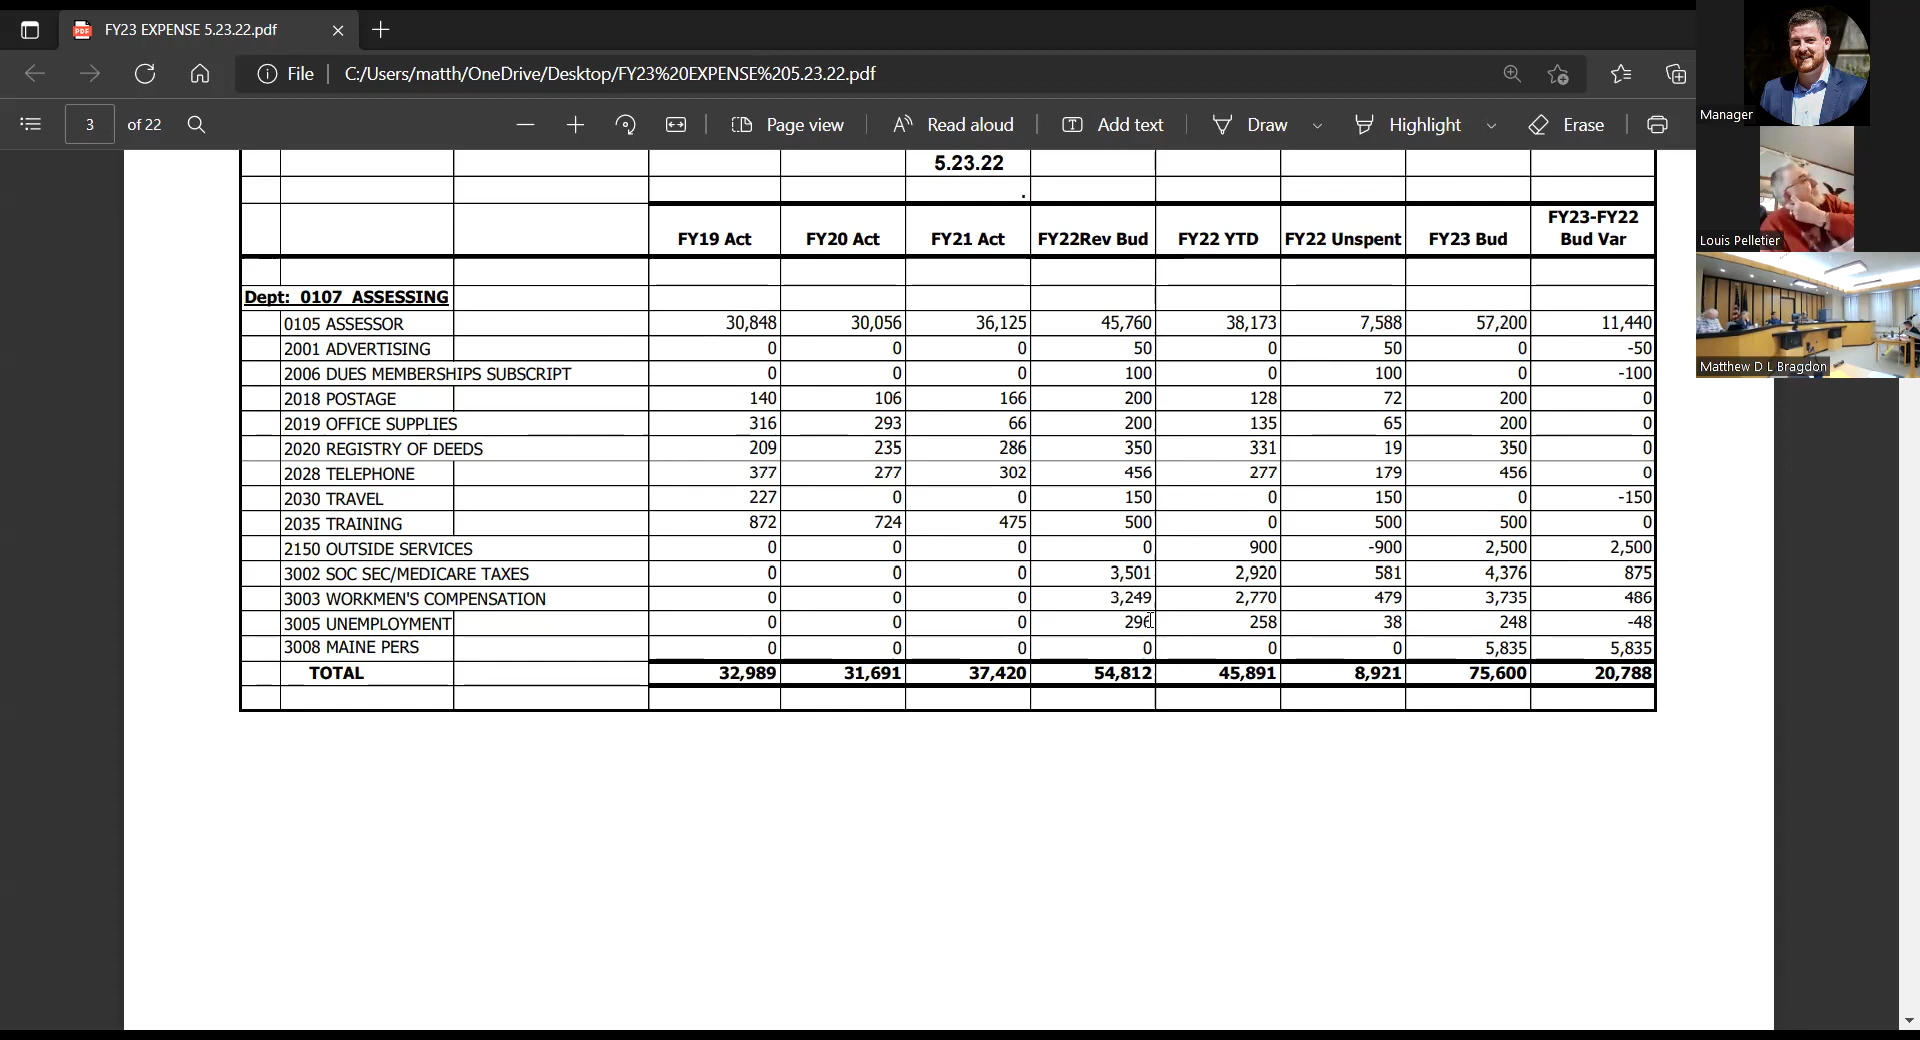 FY23 EXPENSE 5.23.22.pdf
File C:/Users/matth/OneDrive/Desktop/FY23%20EXPENSE%205.23.22.pdf
3 of 22 Page view Read aloud Add text Draw Highlight Erase
Manager
Louis Pelletier
Matthew D L Bragdon
5.23.22
.
FY19 Act FY20 Act FY21 Act FY22Rev Bud FY22 YTD FY22 Unspent FY23 Bud FY23-FY22 Bud Var
Dept: 0107 ASSESSING
0105 ASSESSOR 30,848 30,056 36,125 45,760 38,173 7,588 57,200 11,440
2001 ADVERTISING 0 0 0 50 0 50 0 -50
2006 DUES MEMBERSHIPS SUBSCRIPT 0 0 0 100 0 100 0 -100
2018 POSTAGE 140 106 166 200 128 72 200 0
2019 OFFICE SUPPLIES 316 293 66 200 135 65 200 0
2020 REGISTRY OF DEEDS 209 235 286 350 331 19 350 0
2028 TELEPHONE 377 277 302 456 277 179 456 0
2030 TRAVEL 227 0 0 150 0 150 0 -150
2035 TRAINING 872 724 475 500 0 500 500 0
2150 OUTSIDE SERVICES 0 0 0 0 900 -900 2,500 2,500
3002 SOC SEC/MEDICARE TAXES 0 0 0 3,501 2,920 581 4,376 875
3003 WORKMEN'S COMPENSATION 0 0 0 3,249 2,770 479 3,735 486
3005 UNEMPLOYMENT 0 0 0 296 258 38 248 -48
3008 MAINE PERS 0 0 0 0 0 0 5,835 5,835
TOTAL 32,989 31,691 37,420 54,812 45,891 8,921 75,600 20,788